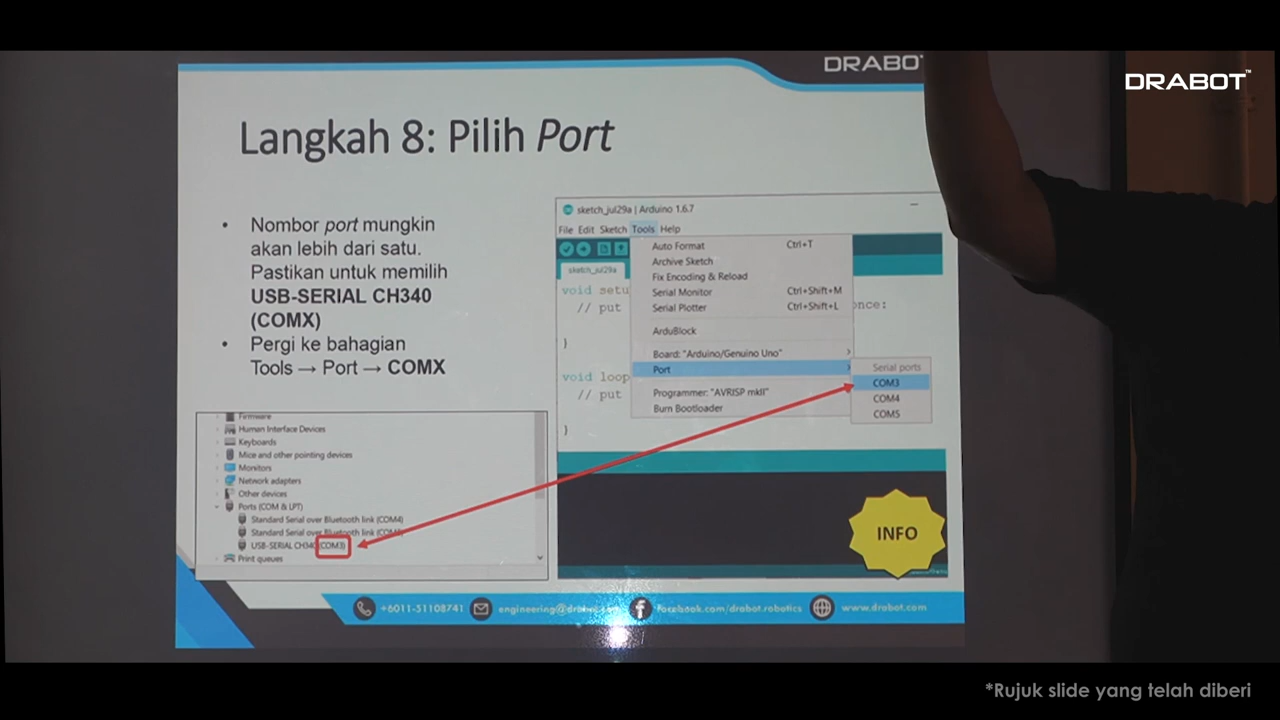 DRABOT
DRABOT™
Langkah 8: Pilih Port
• Nombor port mungkin
akan lebih dari satu.
Pastikan untuk memilih
USB-SERIAL CH340
(COMX)
• Pergi ke bahagian
Tools → Port → COMX
sketch_jul29a | Arduino 1.6.7
File Edit Sketch Tools Help
sketch_jul29a
Auto Format Ctrl+T
Archive Sketch
Fix Encoding & Reload
Serial Monitor Ctrl+Shift+M
Serial Plotter Ctrl+Shift+L
ArduBlock
Board: "Arduino/Genuino Uno"
Port
Programmer: "AVRISP mkII"
Burn Bootloader
Serial ports
COM3
COM4
COM5
void setu
// put once:
}
void loop
// put
}
Firmware
Human Interface Devices
Keyboards
Mice and other pointing devices
Monitors
Network adapters
Other devices
Ports (COM & LPT)
Standard Serial over Bluetooth link (COM4)
Standard Serial over Bluetooth link
USB-SERIAL CH340 (COM3)
Print queues
INFO
+6011-31108741
Facebook.com/drabot.robotics
www.drabot.com
*Rujuk slide yang telah diberi